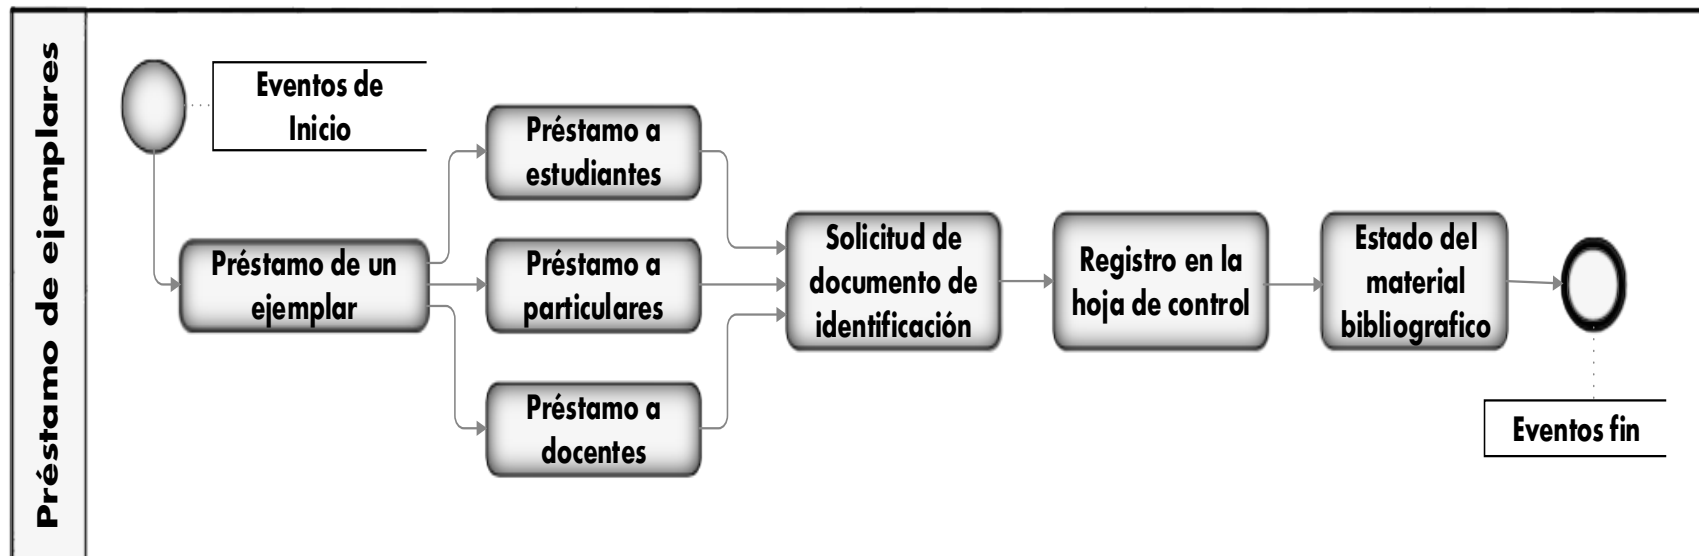 Préstamo de ejemplares
Eventos de
Inicio
Préstamo de un
ejemplar
Préstamo a
estudiantes
Préstamo a
particulares
Préstamo a
docentes
Solicitud de
documento de
identificación
Registro en la
hoja de control
Estado del
material
bibliografico
Eventos fin